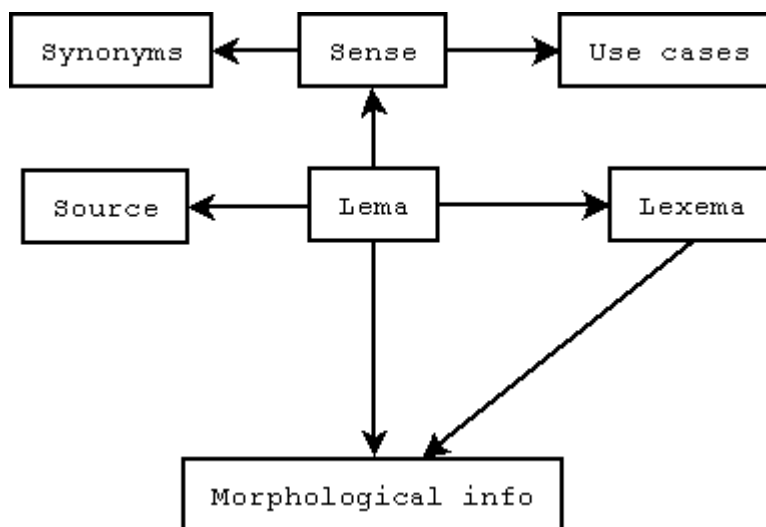 Synonyms
Sense
Use cases
Source
Lema
Lexema
Morphological info